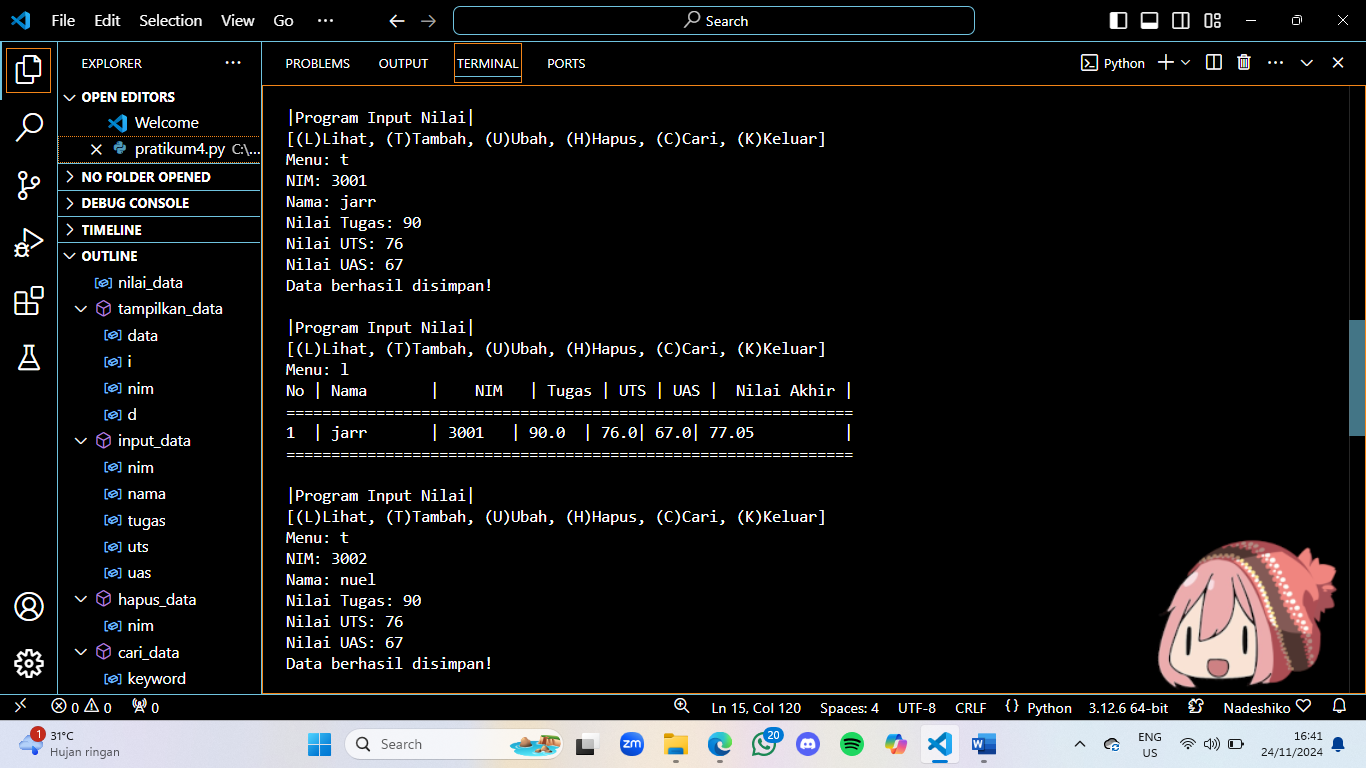 File Edit Selection View Go ··· Search
EXPLORER ···
PROBLEMS OUTPUT TERMINAL PORTS
Python
OPEN EDITORS
Welcome
pratikum4.py C:\...
NO FOLDER OPENED
DEBUG CONSOLE
TIMELINE
OUTLINE
nilai_data
tampilkan_data
data
i
nim
d
input_data
nim
nama
tugas
uts
uas
hapus_data
nim
cari_data
keyword
|Program Input Nilai|
[(L)Lihat, (T)Tambah, (U)Ubah, (H)Hapus, (C)Cari, (K)Keluar]
Menu: t
NIM: 3001
Nama: jarr
Nilai Tugas: 90
Nilai UTS: 76
Nilai UAS: 67
Data berhasil disimpan!
|Program Input Nilai|
[(L)Lihat, (T)Tambah, (U)Ubah, (H)Hapus, (C)Cari, (K)Keluar]
Menu: l
No | Nama       |    NIM   | Tugas | UTS | UAS |  Nilai Akhir |
===============================================================
1  | jarr       | 3001   | 90.0  | 76.0| 67.0| 77.05          |
===============================================================
|Program Input Nilai|
[(L)Lihat, (T)Tambah, (U)Ubah, (H)Hapus, (C)Cari, (K)Keluar]
Menu: t
NIM: 3002
Nama: nuel
Nilai Tugas: 90
Nilai UTS: 76
Nilai UAS: 67
Data berhasil disimpan!
0 0 0 Ln 15, Col 120 Spaces: 4 UTF-8 CRLF {} Python 3.12.6 64-bit Nadeshiko
1
31°C
Hujan ringan
Search
zm
20
W
ENG
US
16:41
24/11/2024